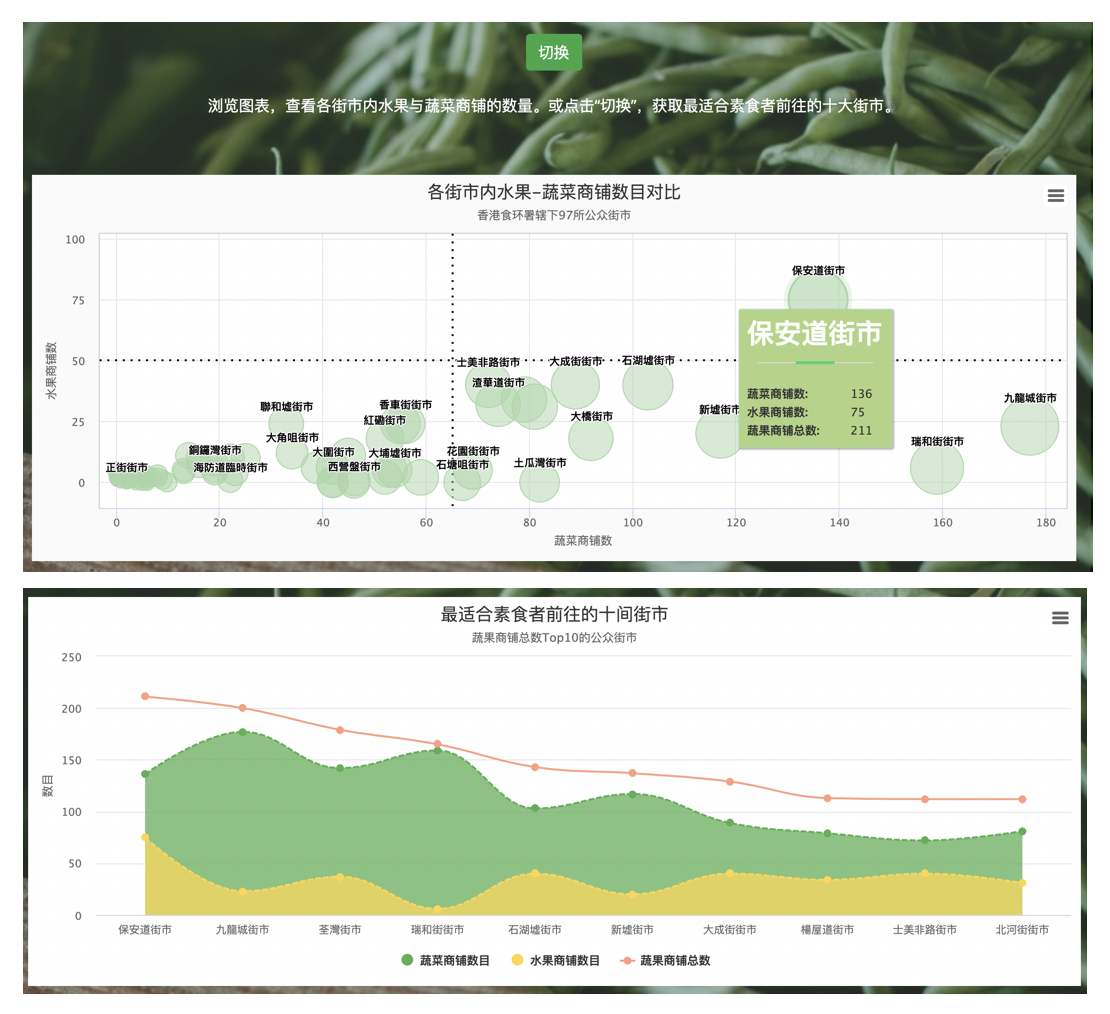 切换
浏览图表，查看各街市内水果与蔬菜商铺的数量。或点击“切换”，获取最适合素食者前往的十大街市。
各街市内水果-蔬菜商铺数目对比
香港食环署辖下97所公众街市
水果商铺数
100
75
50
25
0
保安道街市
士美非路街市
大成街街市
石湖墟街市
渣華道街市
聯和墟街市
香車街街市
紅磡街市
大橋街市
新墟街市
九龍城街市
大角咀街市
瑞和街街市
銅鑼灣街市
大圍街市
大埔墟街市
花園街街市
正街街市
海防道臨時街市
西營盤街市
石塘咀街市
土瓜灣街市
保安道街市
蔬菜商铺数: 136
水果商铺数: 75
蔬果商铺总数: 211
0 20 40 60 80 100 120 140 160 180
蔬菜商铺数
最适合素食者前往的十间街市
蔬果商铺总数Top10的公众街市
数目
250
200
150
100
50
0
保安道街市 九龍城街市 荃灣街市 瑞和街街市 石湖墟街市 新墟街市 大成街街市 楊屋道街市 士美非路街市 北河街街市
蔬菜商铺数目 水果商铺数目 蔬果商铺总数